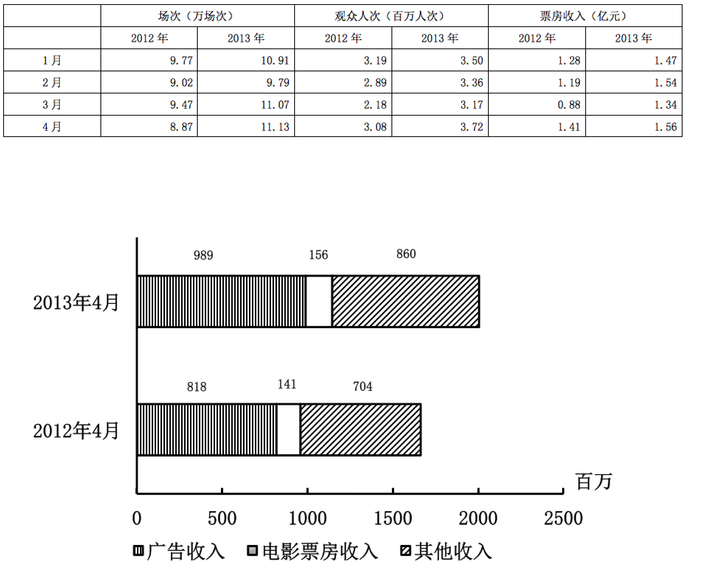 场次（万场次） 观众人次（百万人次） 票房收入（亿元）
2012 年 2013 年 2012 年 2013 年 2012 年 2013 年
1 月 9.77 10.91 3.19 3.50 1.28 1.47
2 月 9.02 9.79 2.89 3.36 1.19 1.54
3 月 9.47 11.07 2.18 3.17 0.88 1.34
4 月 8.87 11.13 3.08 3.72 1.41 1.56
989 156 860
2013年4月
818 141 704
2012年4月
百万
0 500 1000 1500 2000 2500
广告收入 电影票房收入 其他收入